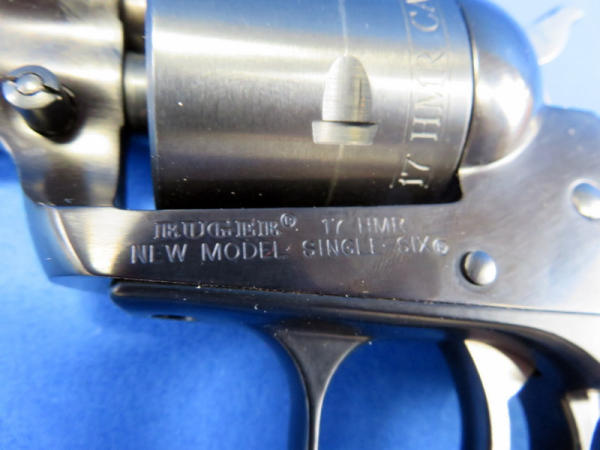 17 HMR CA
RUGER® 17 HMR
NEW MODEL SINGLE-SIX®